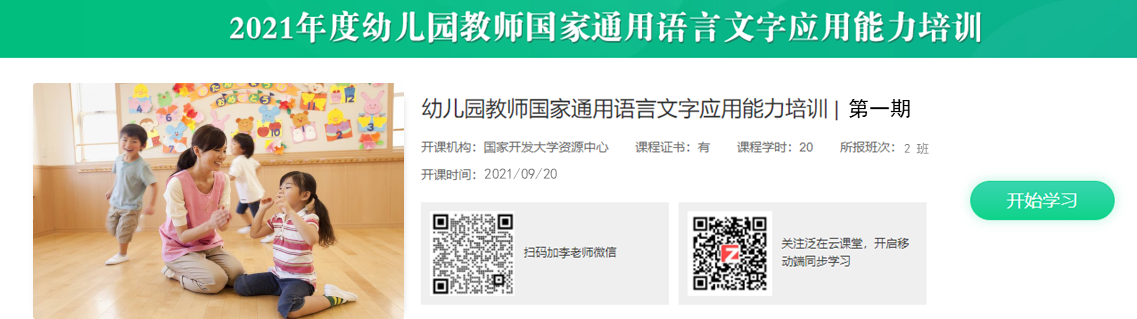 2021年度幼儿园教师国家通用语言文字应用能力培训
幼儿园教师国家通用语言文字应用能力培训 | 第一期
开课机构：国家开发大学资源中心 课程证书：有 课程学时：20 所报班次：2 班
开课时间：2021/09/20
开始学习
扫码加李老师微信
关注泛在云课堂，开启移
动端同步学习